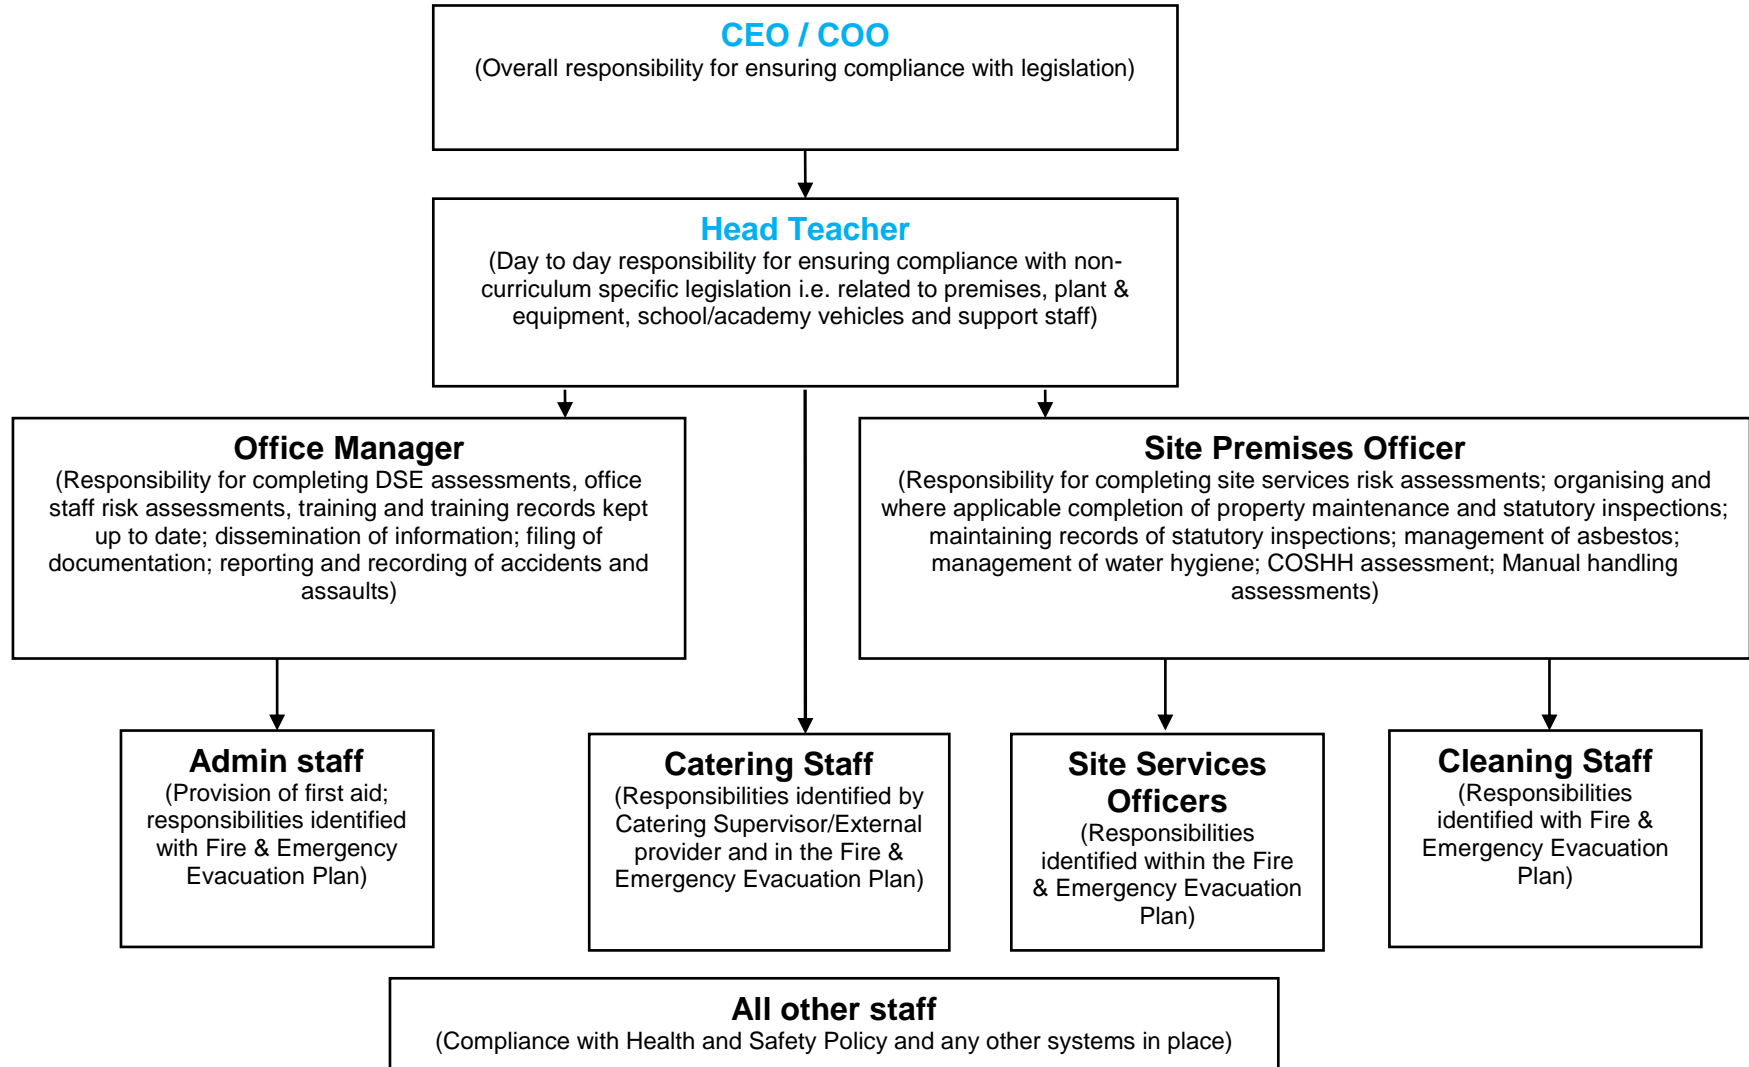 CEO / COO
(Overall responsibility for ensuring compliance with legislation)
Head Teacher
(Day to day responsibility for ensuring compliance with non-
curriculum specific legislation i.e. related to premises, plant &
equipment, school/academy vehicles and support staff)
Office Manager
(Responsibility for completing DSE assessments, office
staff risk assessments, training and training records kept
up to date; dissemination of information; filing of
documentation; reporting and recording of accidents and
assaults)
Site Premises Officer
(Responsibility for completing site services risk assessments; organising and
where applicable completion of property maintenance and statutory inspections;
maintaining records of statutory inspections; management of asbestos;
management of water hygiene; COSHH assessment; Manual handling
assessments)
Admin staff
(Provision of first aid;
responsibilities identified
with Fire & Emergency
Evacuation Plan)
Catering Staff
(Responsibilities identified by
Catering Supervisor/External
provider and in the Fire &
Emergency Evacuation Plan)
Site Services
Officers
(Responsibilities
identified within the Fire
& Emergency Evacuation
Plan)
Cleaning Staff
(Responsibilities
identified with Fire &
Emergency Evacuation
Plan)
All other staff
(Compliance with Health and Safety Policy and any other systems in place)